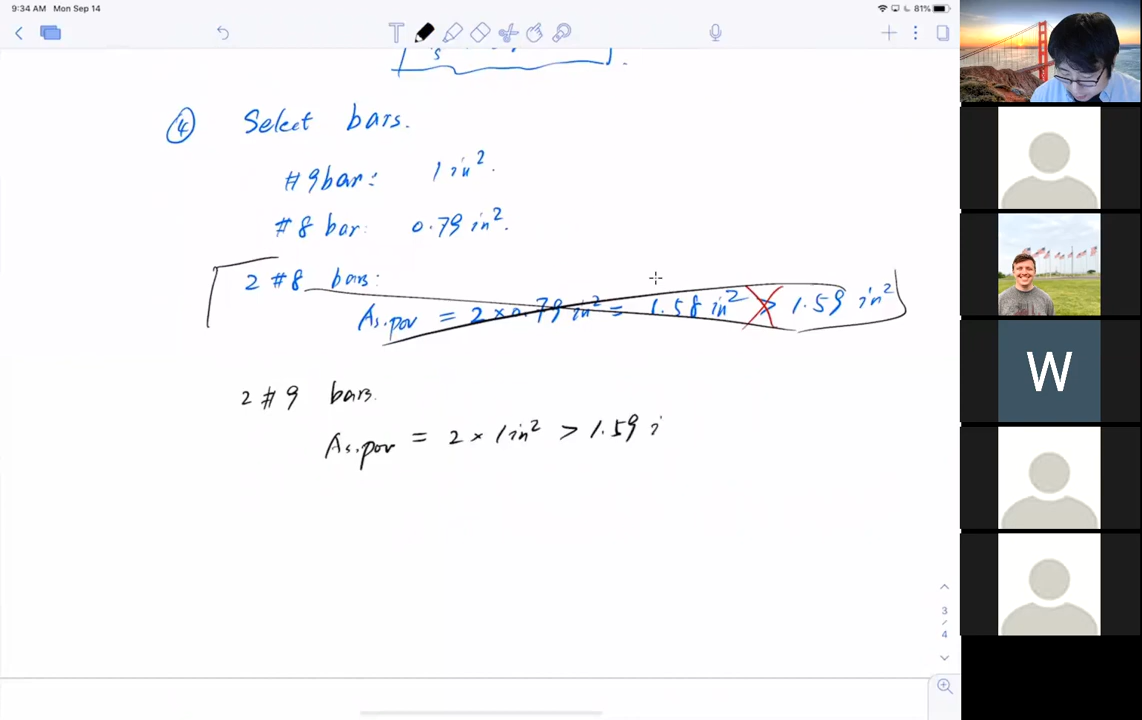 9:34 AM Mon Sep 14
81%
T
s
④ Select bars.
#9 bar: 1 in².
#8 bar: 0.79 in².
2 #8 bars:
As.pov = 2×0.79 in² = 1.58 in² > 1.59 in²
2 #9 bars.
As.pov = 2 × 1 in² > 1.59 i
W
3
/
4